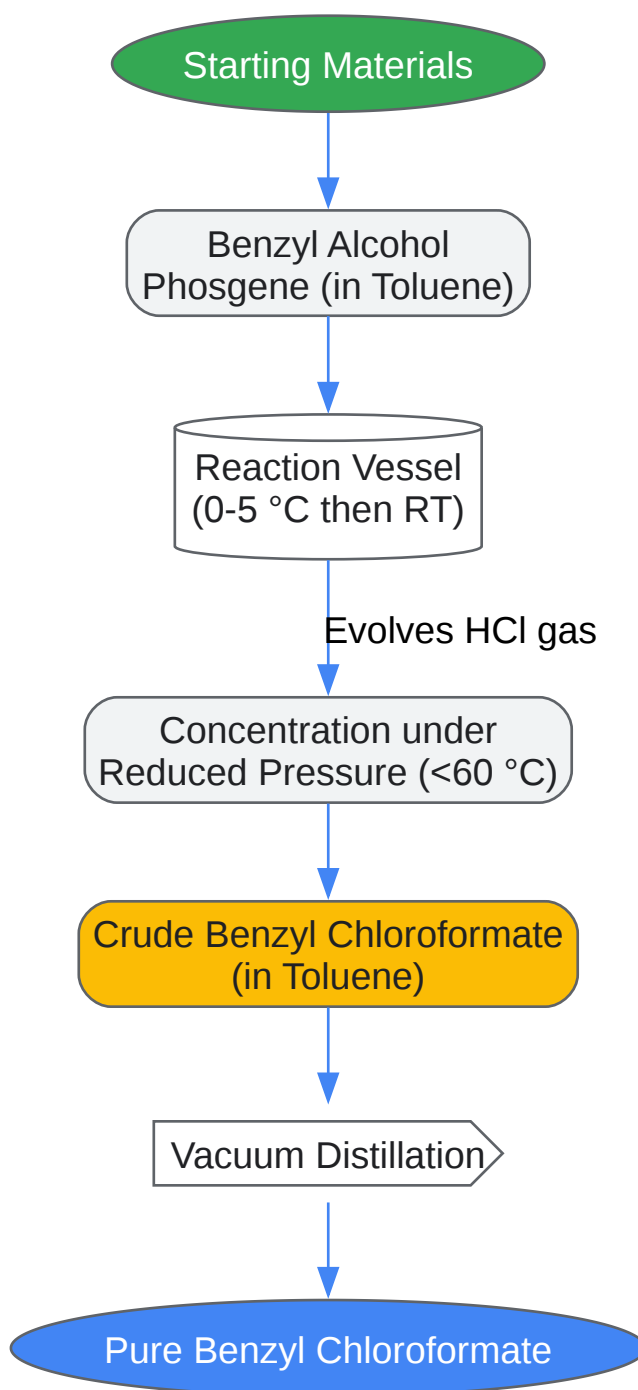 Starting Materials
Benzyl Alcohol
Phosgene (in Toluene)
Reaction Vessel
(0-5 °C then RT)
Evolves HCl gas
Concentration under
Reduced Pressure (<60 °C)
Crude Benzyl Chloroformate
(in Toluene)
Vacuum Distillation
Pure Benzyl Chloroformate